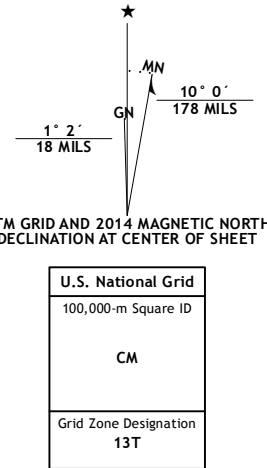 ★
MN
GN
10° 0´
178 MILS
1° 2´
18 MILS
TM GRID AND 2014 MAGNETIC NORTH
DECLINATION AT CENTER OF SHEET
U.S. National Grid
100,000-m Square ID
CM
Grid Zone Designation
13T